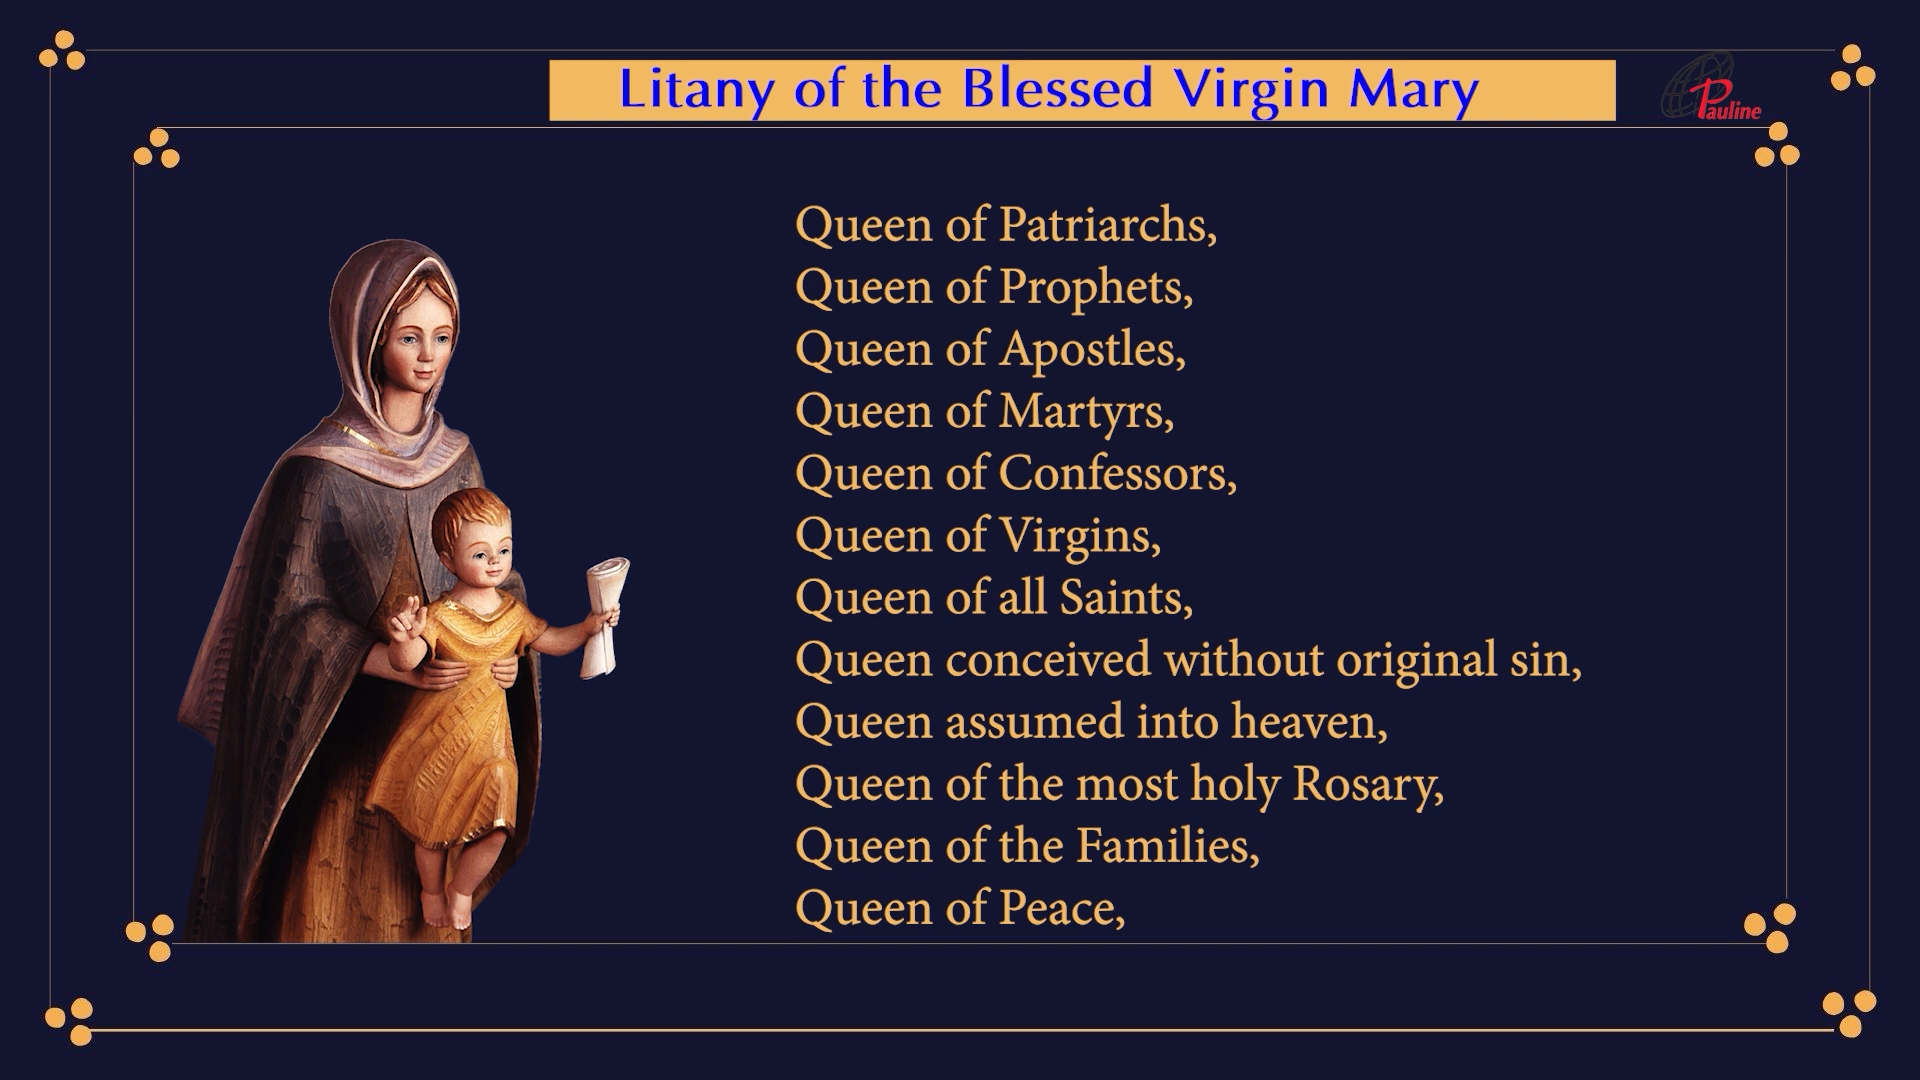 Litany of the Blessed Virgin Mary
Pauline
Queen of Patriarchs,
Queen of Prophets,
Queen of Apostles,
Queen of Martyrs,
Queen of Confessors,
Queen of Virgins,
Queen of all Saints,
Queen conceived without original sin,
Queen assumed into heaven,
Queen of the most holy Rosary,
Queen of the Families,
Queen of Peace,